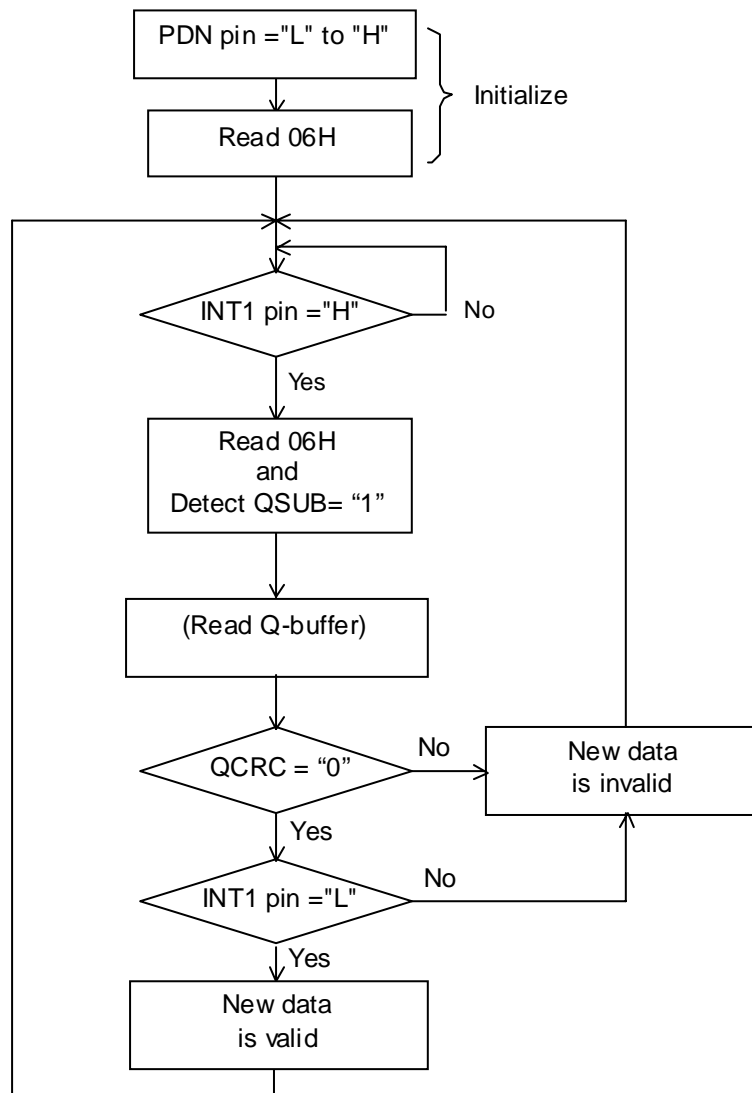 PDN pin ="L" to "H"
Initialize
Read 06H
INT1 pin ="H"
No
Yes
Read 06H
and
Detect QSUB= “1”
(Read Q-buffer)
QCRC = “0”
No
New data
is invalid
Yes
INT1 pin ="L"
No
Yes
New data
is valid